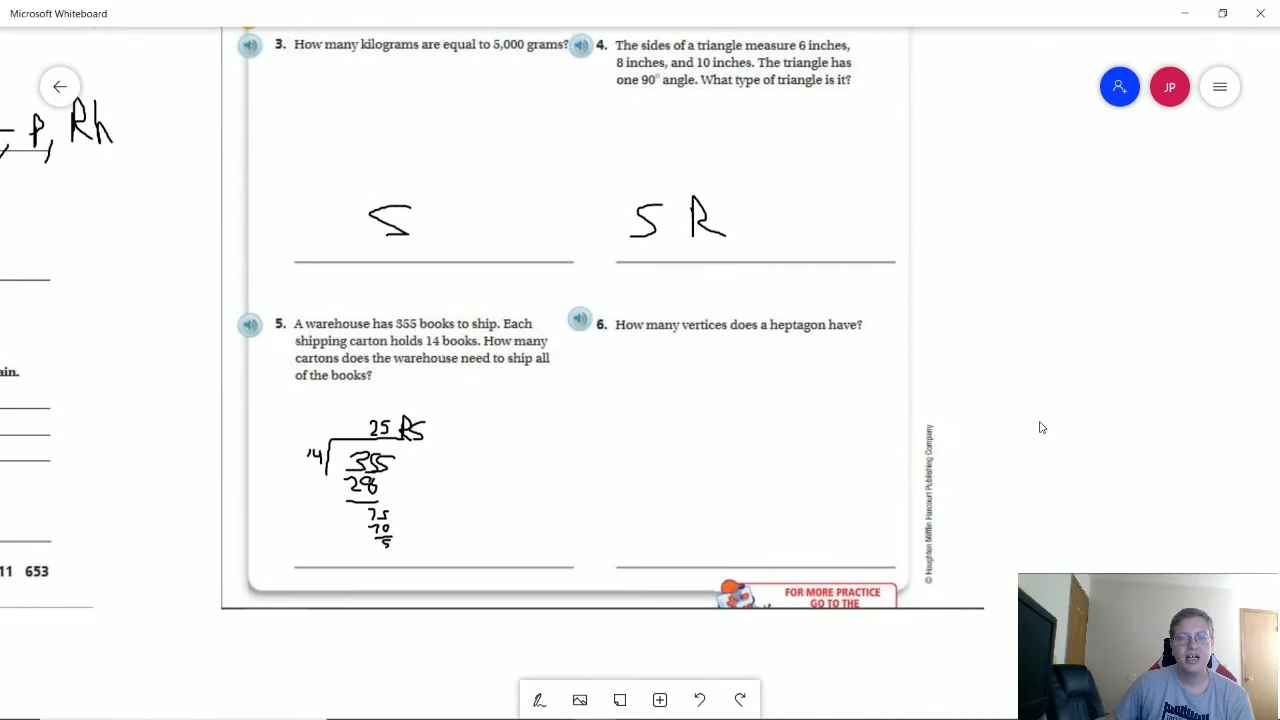 Microsoft Whiteboard
JP
- P, Rh
3. How many kilograms are equal to 5,000 grams?
4. The sides of a triangle measure 6 inches,
8 inches, and 10 inches. The triangle has
one 90° angle. What type of triangle is it?
5
S R
5. A warehouse has 355 books to ship. Each
shipping carton holds 14 books. How many
cartons does the warehouse need to ship all
of the books?
6. How many vertices does a heptagon have?
ain.
25 R5
14 355
28
75
70
5
11 653
© Houghton Mifflin Harcourt Publishing Company
FOR MORE PRACTICE
GO TO THE